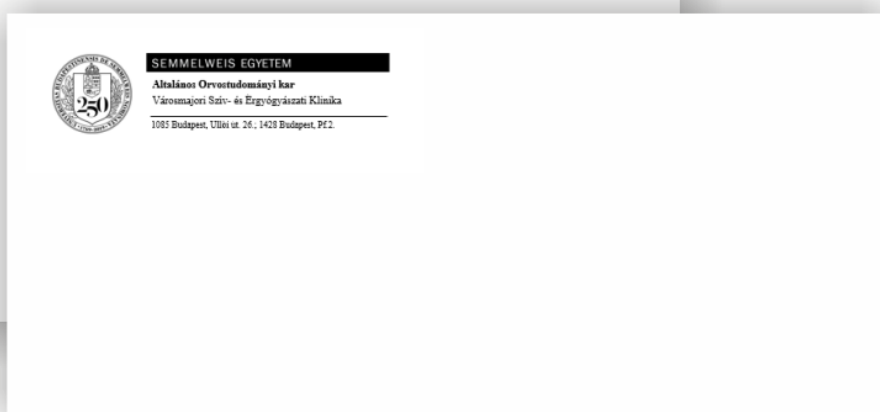 SEMMELWEIS EGYETEM
Általános Orvostudományi kar
Városmajori Szív- és Érgyógyászati Klinika
1085 Budapest, Üllői út. 26.; 1428 Budapest, Pf.2.
250